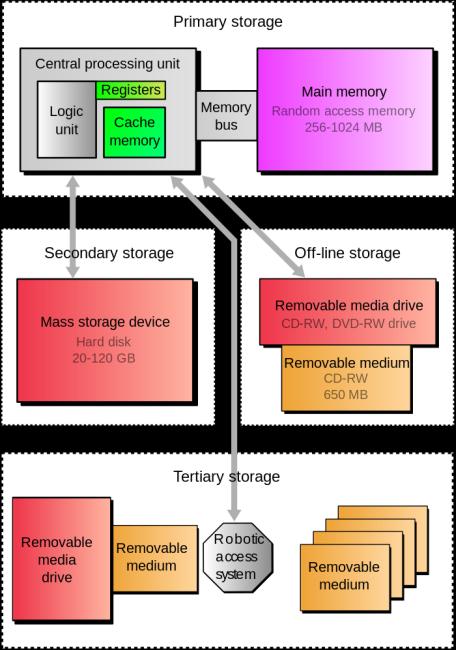 Primary storage
Central processing unit
Logic
unit
Registers
Cache
memory
Memory
bus
Main memory
Random access memory
256-1024 MB
Secondary storage
Mass storage device
Hard disk
20-120 GB
Off-line storage
Removable media drive
CD-RW, DVD-RW drive
Removable medium
CD-RW
650 MB
Tertiary storage
Removable
media
drive
Removable
medium
Robotic
access
system
Removable
medium